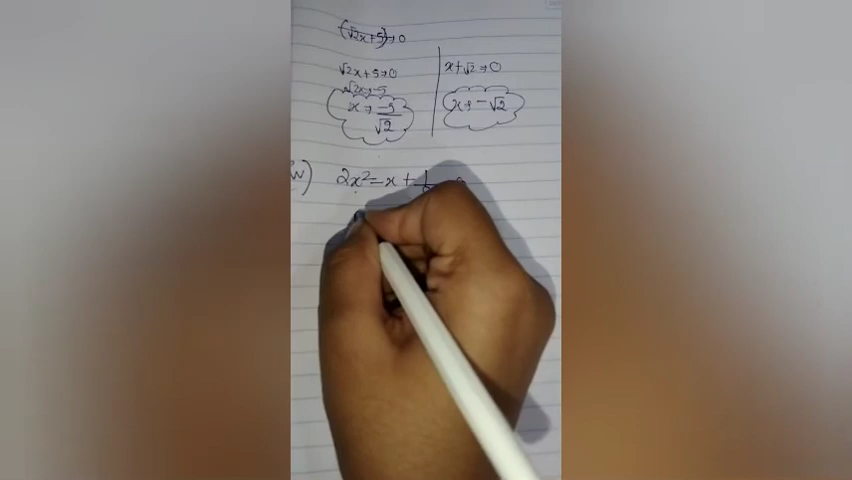 (√2x+5)=0
√2x+5=0
x+√2=0
√2x=-5
x=-5/√2
x=-√2
iv) 2x²-x+1/